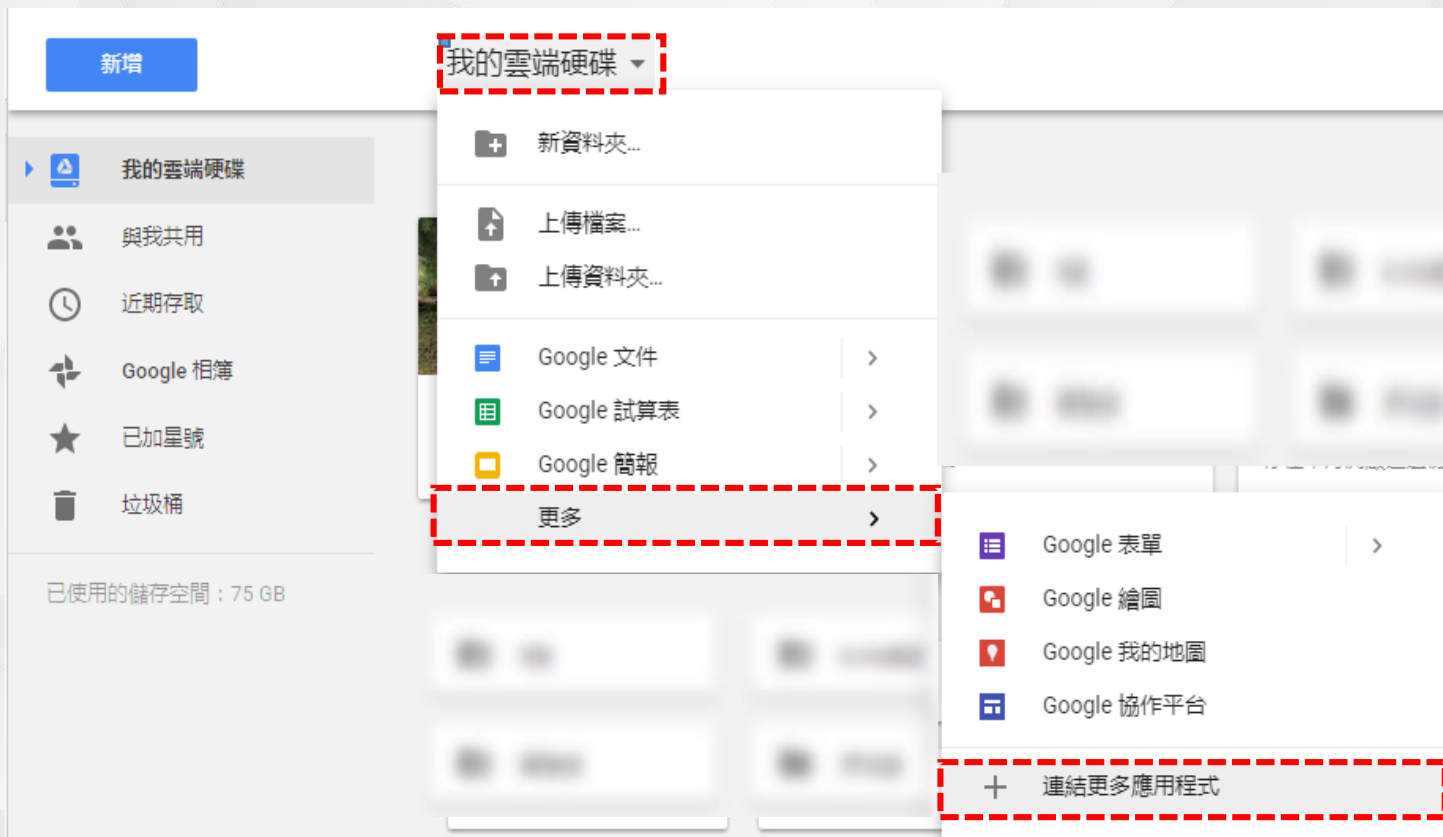 新增
我的雲端硬碟
我的雲端硬碟
與我共用
近期存取
Google 相簿
已加星號
垃圾桶
已使用的儲存空間：75 GB
新資料夾...
上傳檔案...
上傳資料夾...
Google 文件
Google 試算表
Google 簡報
更多
Google 表單
Google 繪圖
Google 我的地圖
Google 協作平台
連結更多應用程式